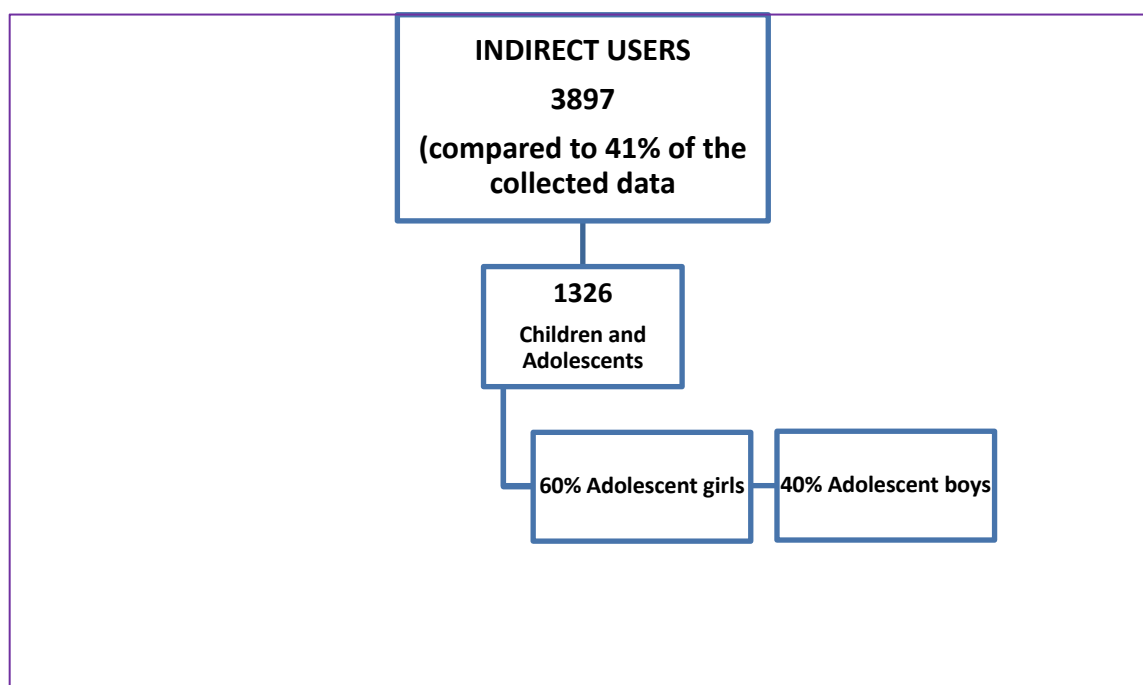 INDIRECT USERS
3897
(compared to 41% of the
collected data
1326
Children and
Adolescents
60% Adolescent girls
40% Adolescent boys